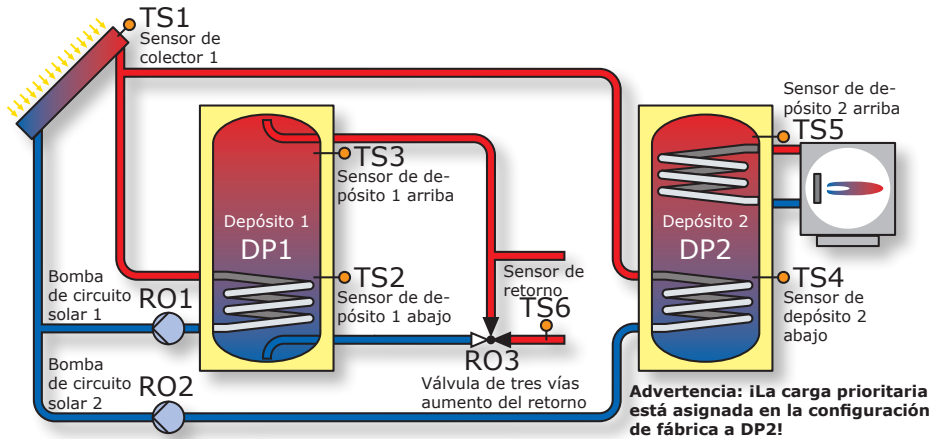 TS1
Sensor de
colector 1
Sensor de de-
pósito 2 arriba
TS5
TS3
Sensor de de-
pósito 1 arriba
Depósito 1
DP1
Depósito 2
DP2
TS2
Sensor de de-
pósito 1 abajo
Sensor de
retorno
TS6
TS4
Sensor de
depósito 2
abajo
Bomba
de circuito
solar 1
RO1
RO3
Válvula de tres vías
aumento del retorno
Bomba
de circuito
solar 2
RO2
Advertencia: ¡La carga prioritaria
está asignada en la configuración
de fábrica a DP2!